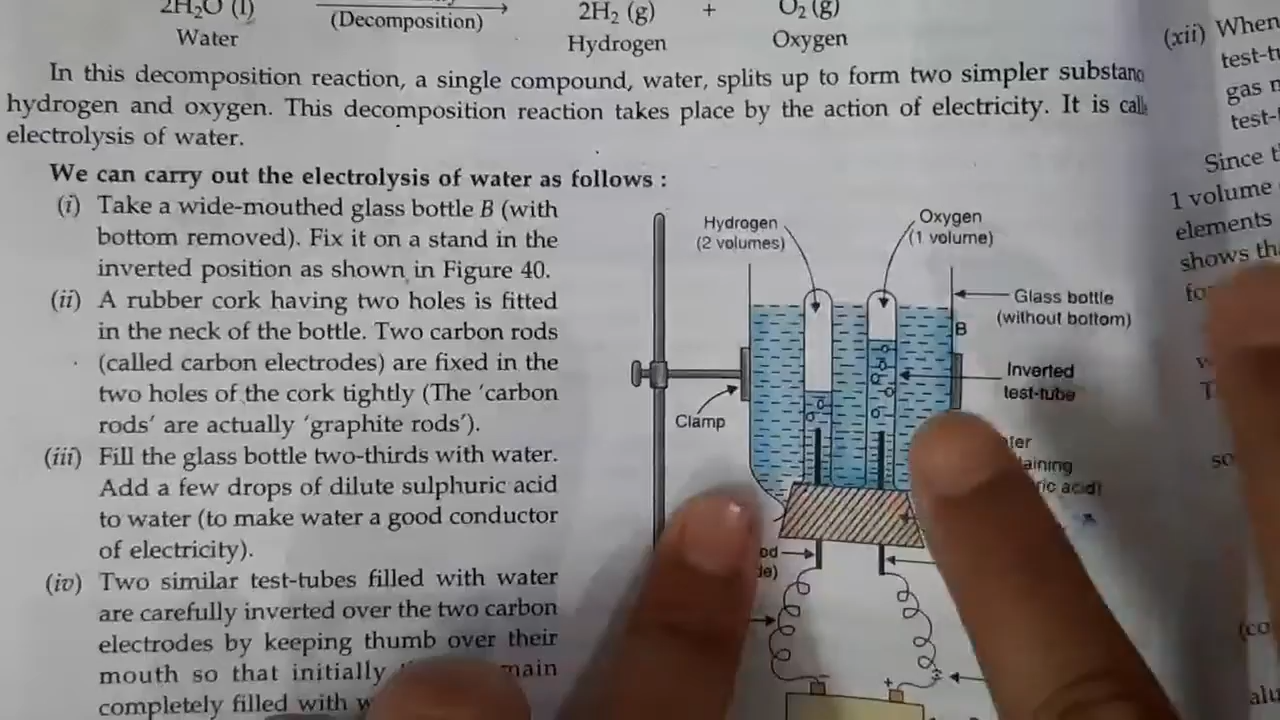 2H₂O (l)
(Decomposition)
2H₂ (g) + O₂ (g)
Water
Hydrogen
Oxygen
In this decomposition reaction, a single compound, water, splits up to form two simpler
hydrogen and oxygen. This decomposition reaction takes place by the action of electricity. It is
electrolysis of water.
We can carry out the electrolysis of water as follows :
(i) Take a wide-mouthed glass bottle B (with
bottom removed). Fix it on a stand in the
inverted position as shown in Figure 40.
(ii) A rubber cork having two holes is fitted
in the neck of the bottle. Two carbon rods
(called carbon electrodes) are fixed in the
two holes of the cork tightly (The 'carbon
rods' are actually 'graphite rods').
(iii) Fill the glass bottle two-thirds with water.
Add a few drops of dilute sulphuric acid
to water (to make water a good conductor
of electricity).
(iv) Two similar test-tubes filled with water
are carefully inverted over the two carbon
electrodes by keeping thumb over their
mouth so that initially
completely filled with
Hydrogen
(2 volumes)
Oxygen
(1 volume)
Glass bottle
(without bottom)
B
Inverted
test-tube
Clamp
acid)
−
+
(xii) When
gas
Since
1 volume
elements
shows
so